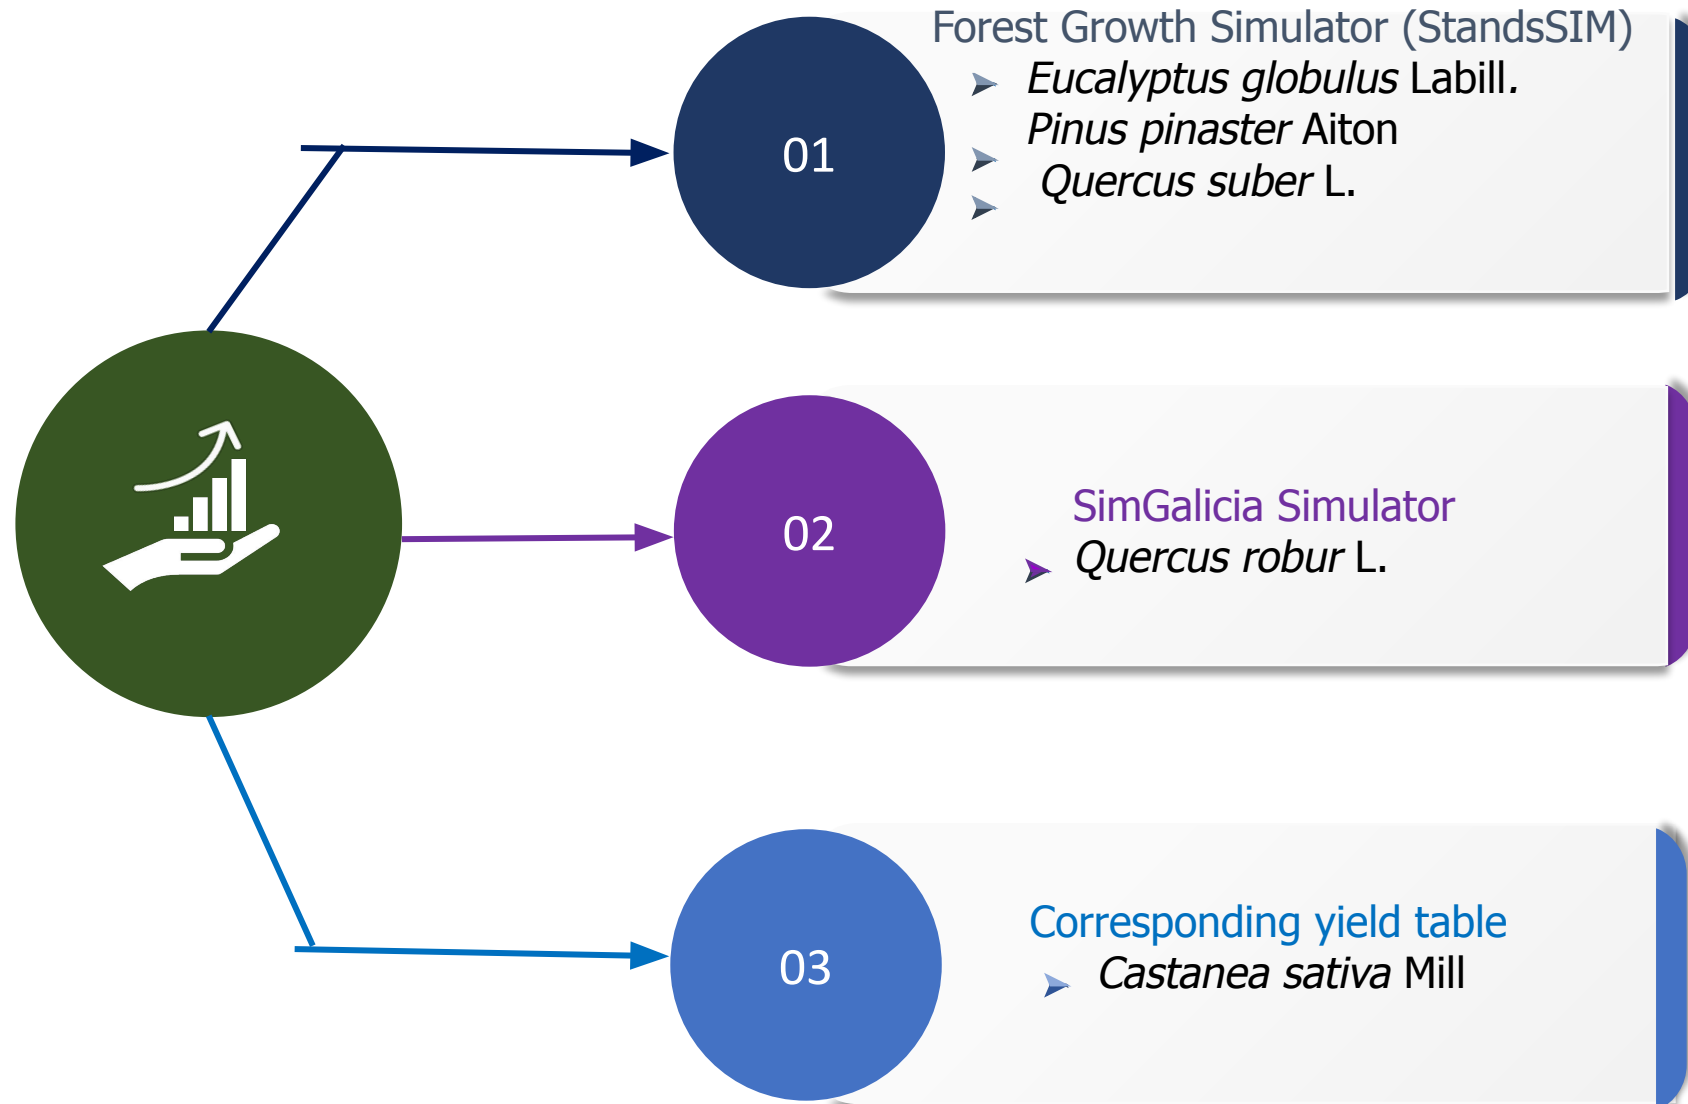 Forest Growth Simulator (StandsSIM)
Eucalyptus globulus Labill.
Pinus pinaster Aiton
Quercus suber L.
01
SimGalicia Simulator
Quercus robur L.
02
Corresponding yield table
Castanea sativa Mill
03